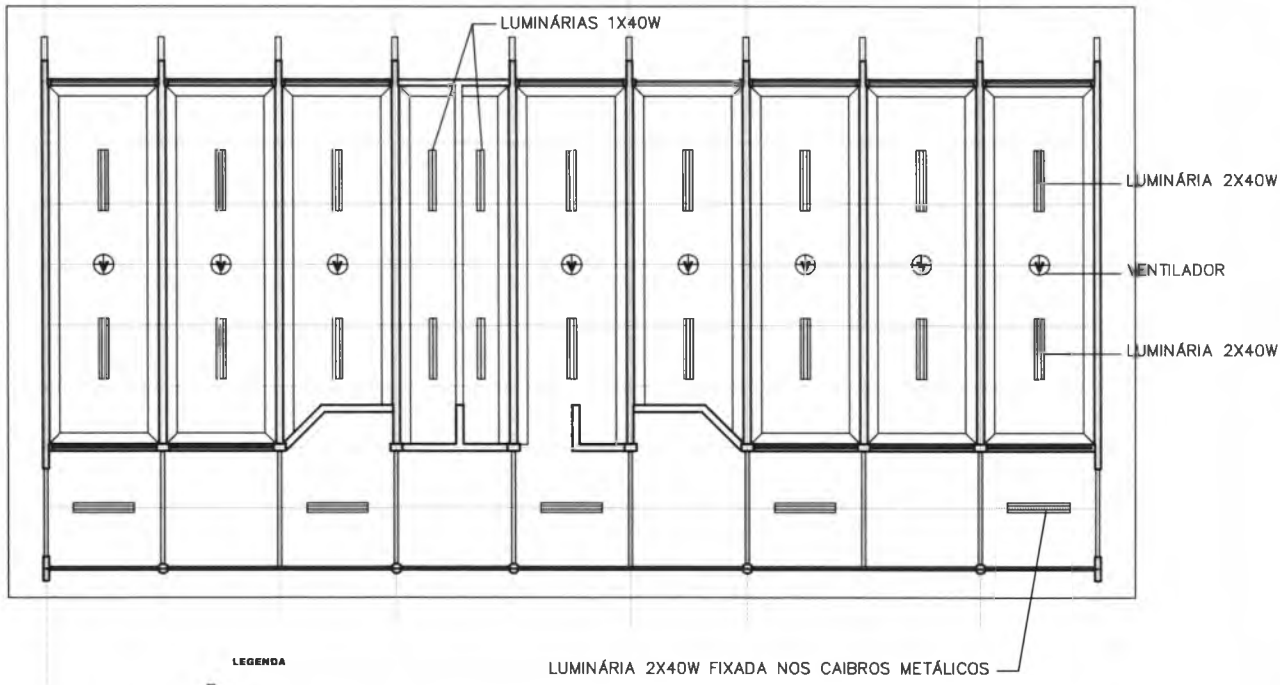 LUMINÁRIAS 1X40W
LUMINÁRIA 2X40W
VENTILADOR
LUMINÁRIA 2X40W
LEGENDA
LUMINÁRIA 2X40W FIXADA NOS CAIBROS METÁLICOS